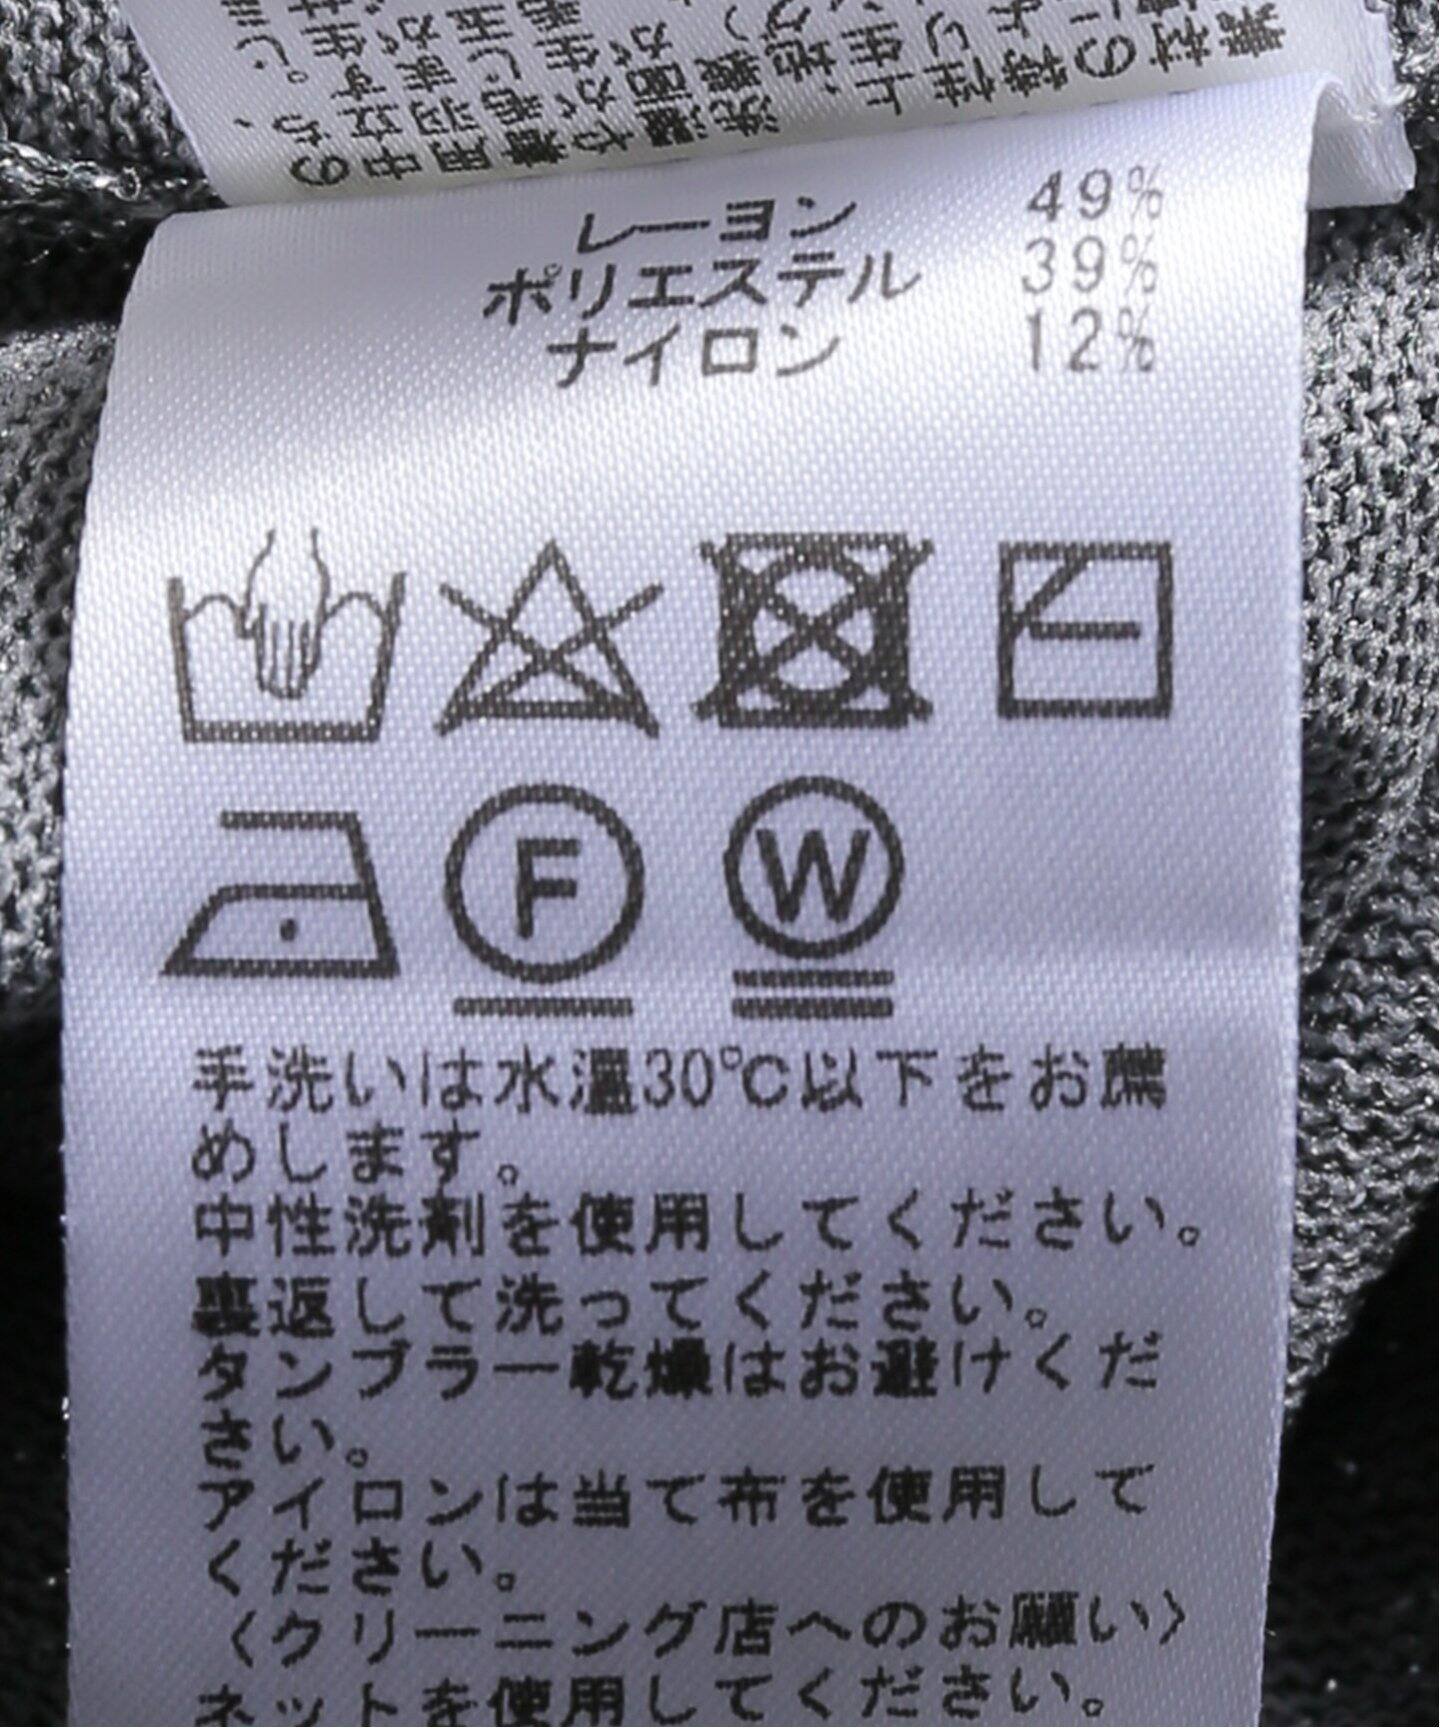 レーヨン 49%
ポリエステル 39%
ナイロン 12%
F W
手洗いは水温30℃以下をお薦
めします。
中性洗剤を使用してください。
裏返して洗ってください。
タンブラー乾燥はお避けくだ
さい。
アイロンは当て布を使用して
ください。
〈クリーニング店へのお願い〉
ネットを使用してください。